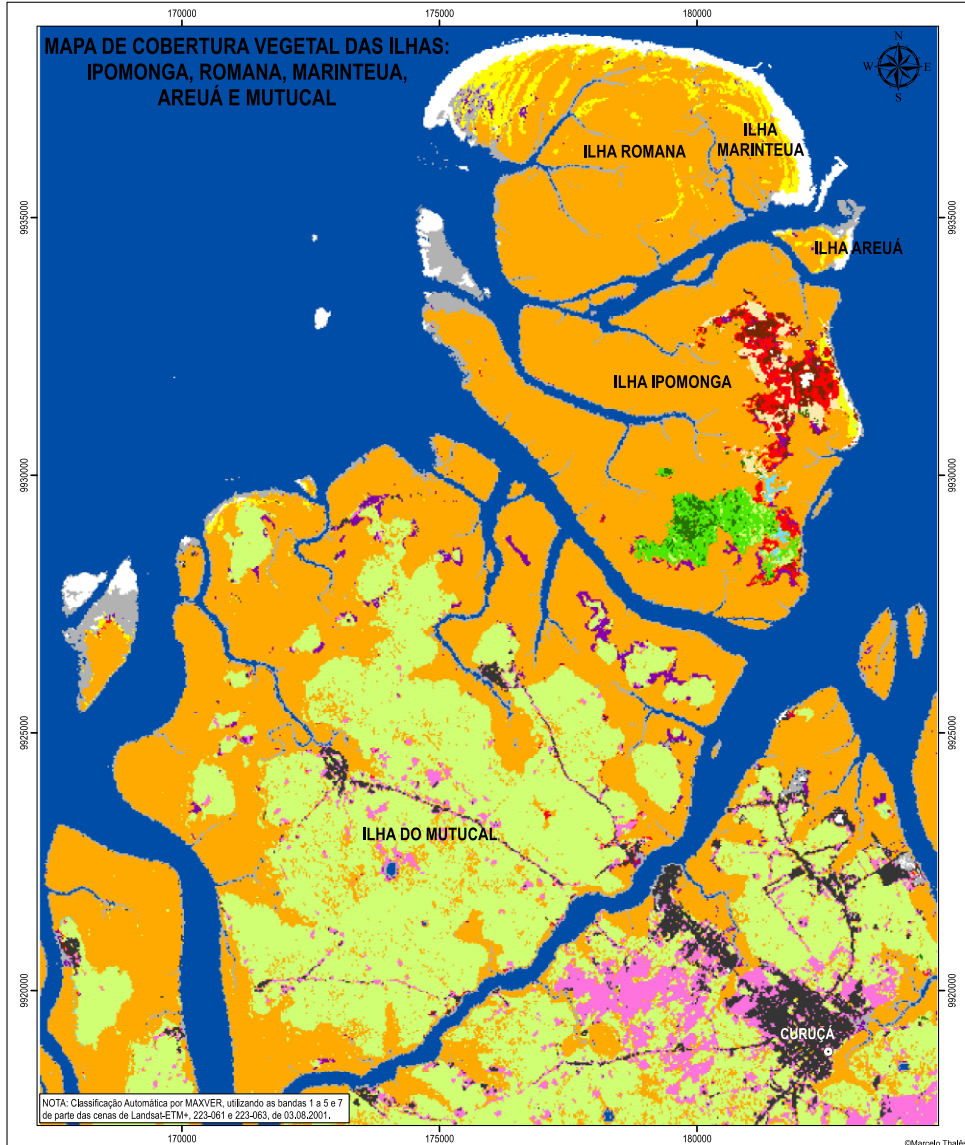 170000
175000
180000
MAPA DE COBERTURA VEGETAL DAS ILHAS:
IPOMONGA, ROMANA, MARINTEUA,
AREUÁ E MUTUCAL
N
W
E
S
ILHA
MARINTEUA
ILHA ROMANA
9935000
9935000
ILHA AREUÁ
ILHA IPOMONGA
9930000
9930000
9925000
9925000
ILHA DO MUTUCAL
9920000
9920000
CURUÇÁ
NOTA: Classificação Automática por MAXVER, utilizando as bandas 1 a 5 e 7
de parte das cenas de Landsat-ETM+, 223-061 e 223-063, de 03.08.2001.
170000
175000
180000
©Marcelo Thalês